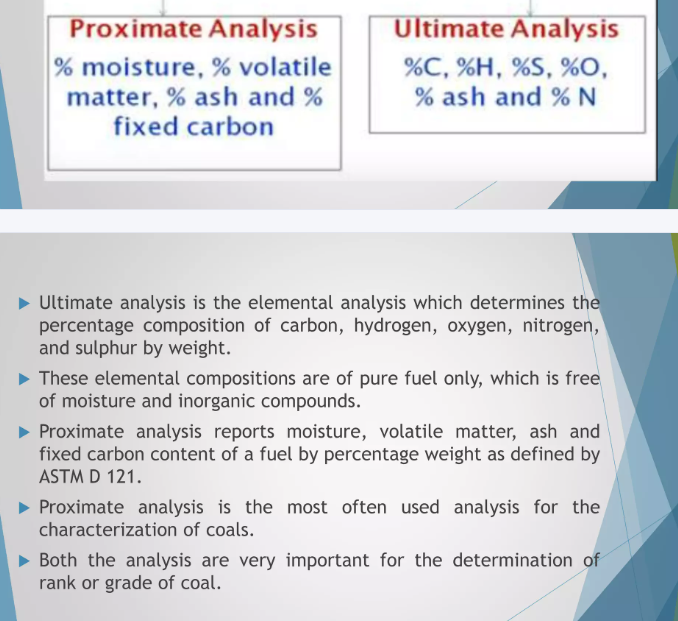 Proximate Analysis
% moisture, % volatile
matter, % ash and %
fixed carbon
Ultimate Analysis
%C, %H, %S, %O,
% ash and % N
Ultimate analysis is the elemental analysis which determines the
percentage composition of carbon, hydrogen, oxygen, nitrogen,
and sulphur by weight.
These elemental compositions are of pure fuel only, which is free
of moisture and inorganic compounds.
Proximate analysis reports moisture, volatile matter, ash and
fixed carbon content of a fuel by percentage weight as defined by
ASTM D 121.
Proximate analysis is the most often used analysis for the
characterization of coals.
Both the analysis are very important for the determination of
rank or grade of coal.